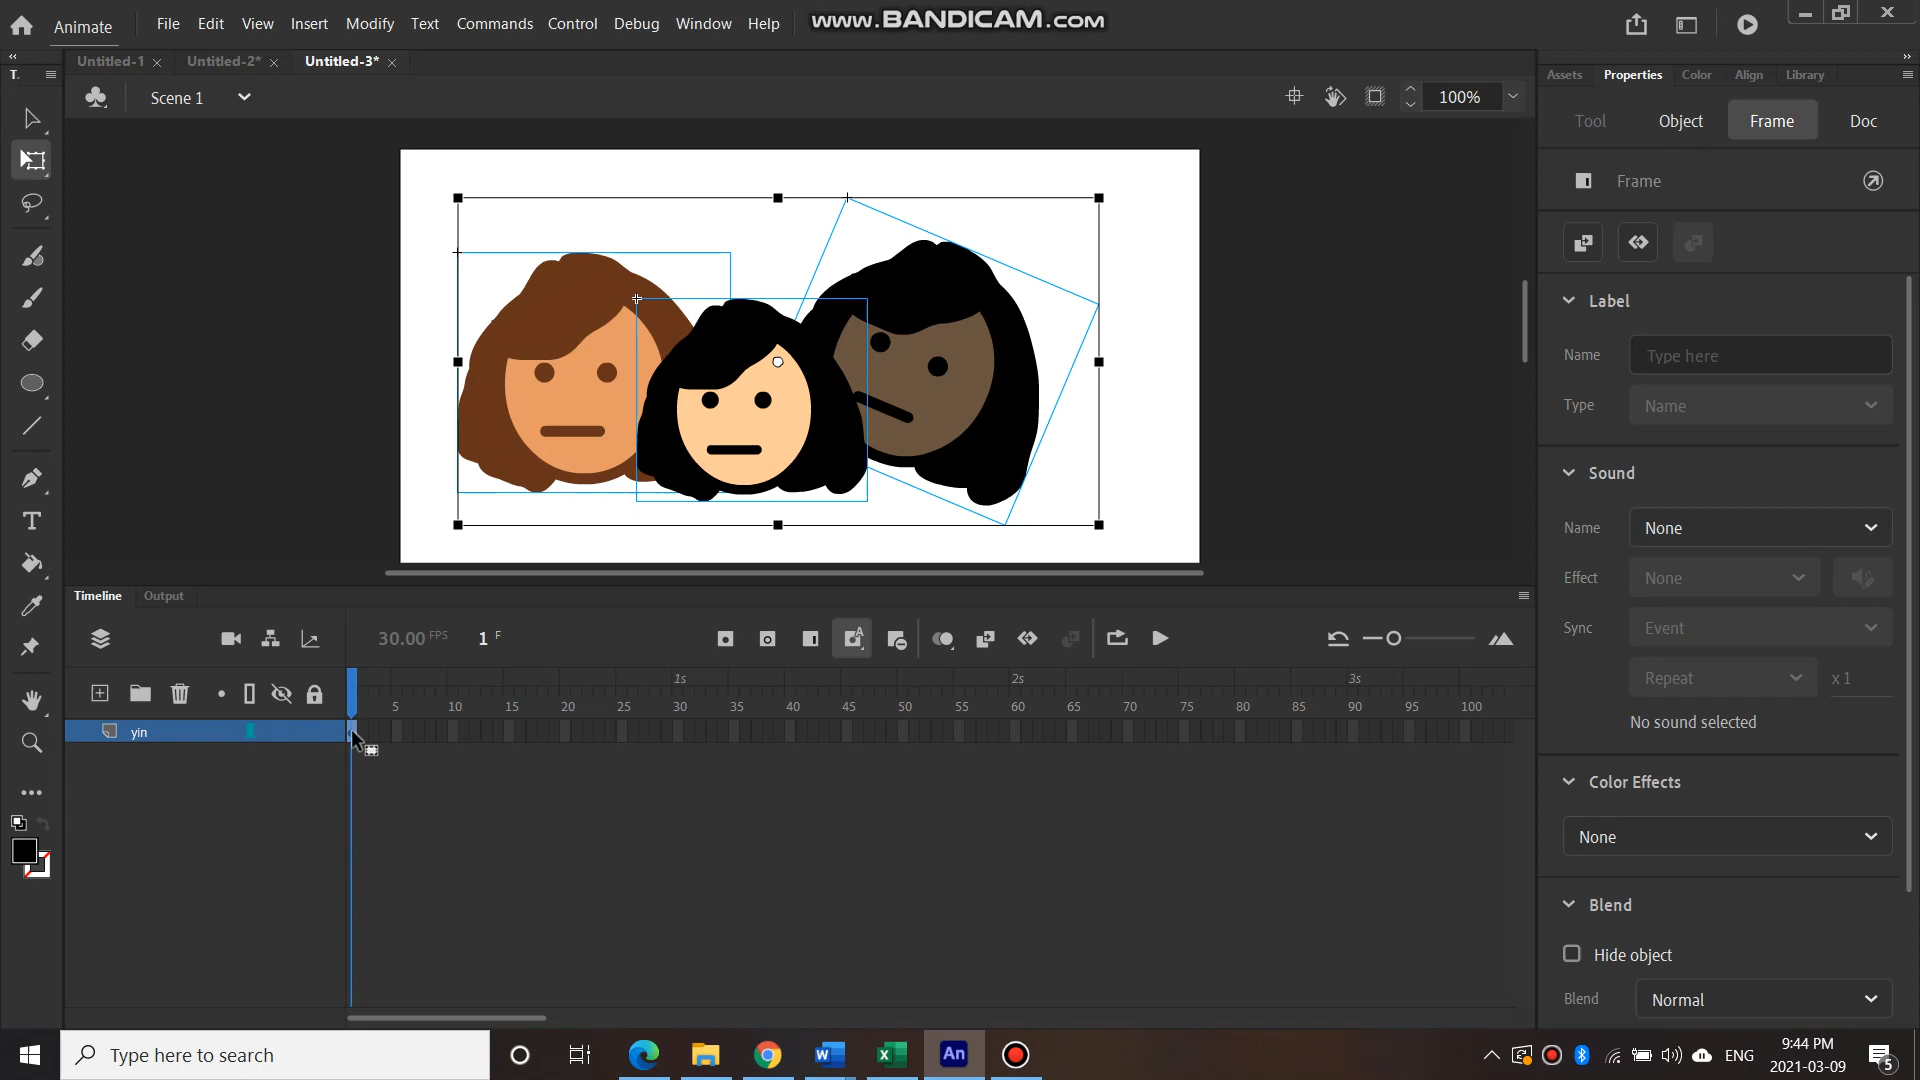 Animate File Edit View Insert Modify Text Commands Control Debug Window Help www.BANDICAM.com
Untitled-1 Untitled-2* Untitled-3*
Scene 1 100%
T.
Assets Properties Color Align Library
Tool Object Frame Doc
Frame
Label
Name Type here
Type Name
Sound
Name None
Effect None
Sync Event
Repeat x 1
No sound selected
Color Effects
None
Blend
Hide object
Blend Normal
Timeline Output
30.00 FPS 1 F
1s 2s 3s
5 10 15 20 25 30 35 40 45 50 55 60 65 70 75 80 85 90 95 100
yin
Type here to search
An
ENG
9:44 PM
2021-03-09
5